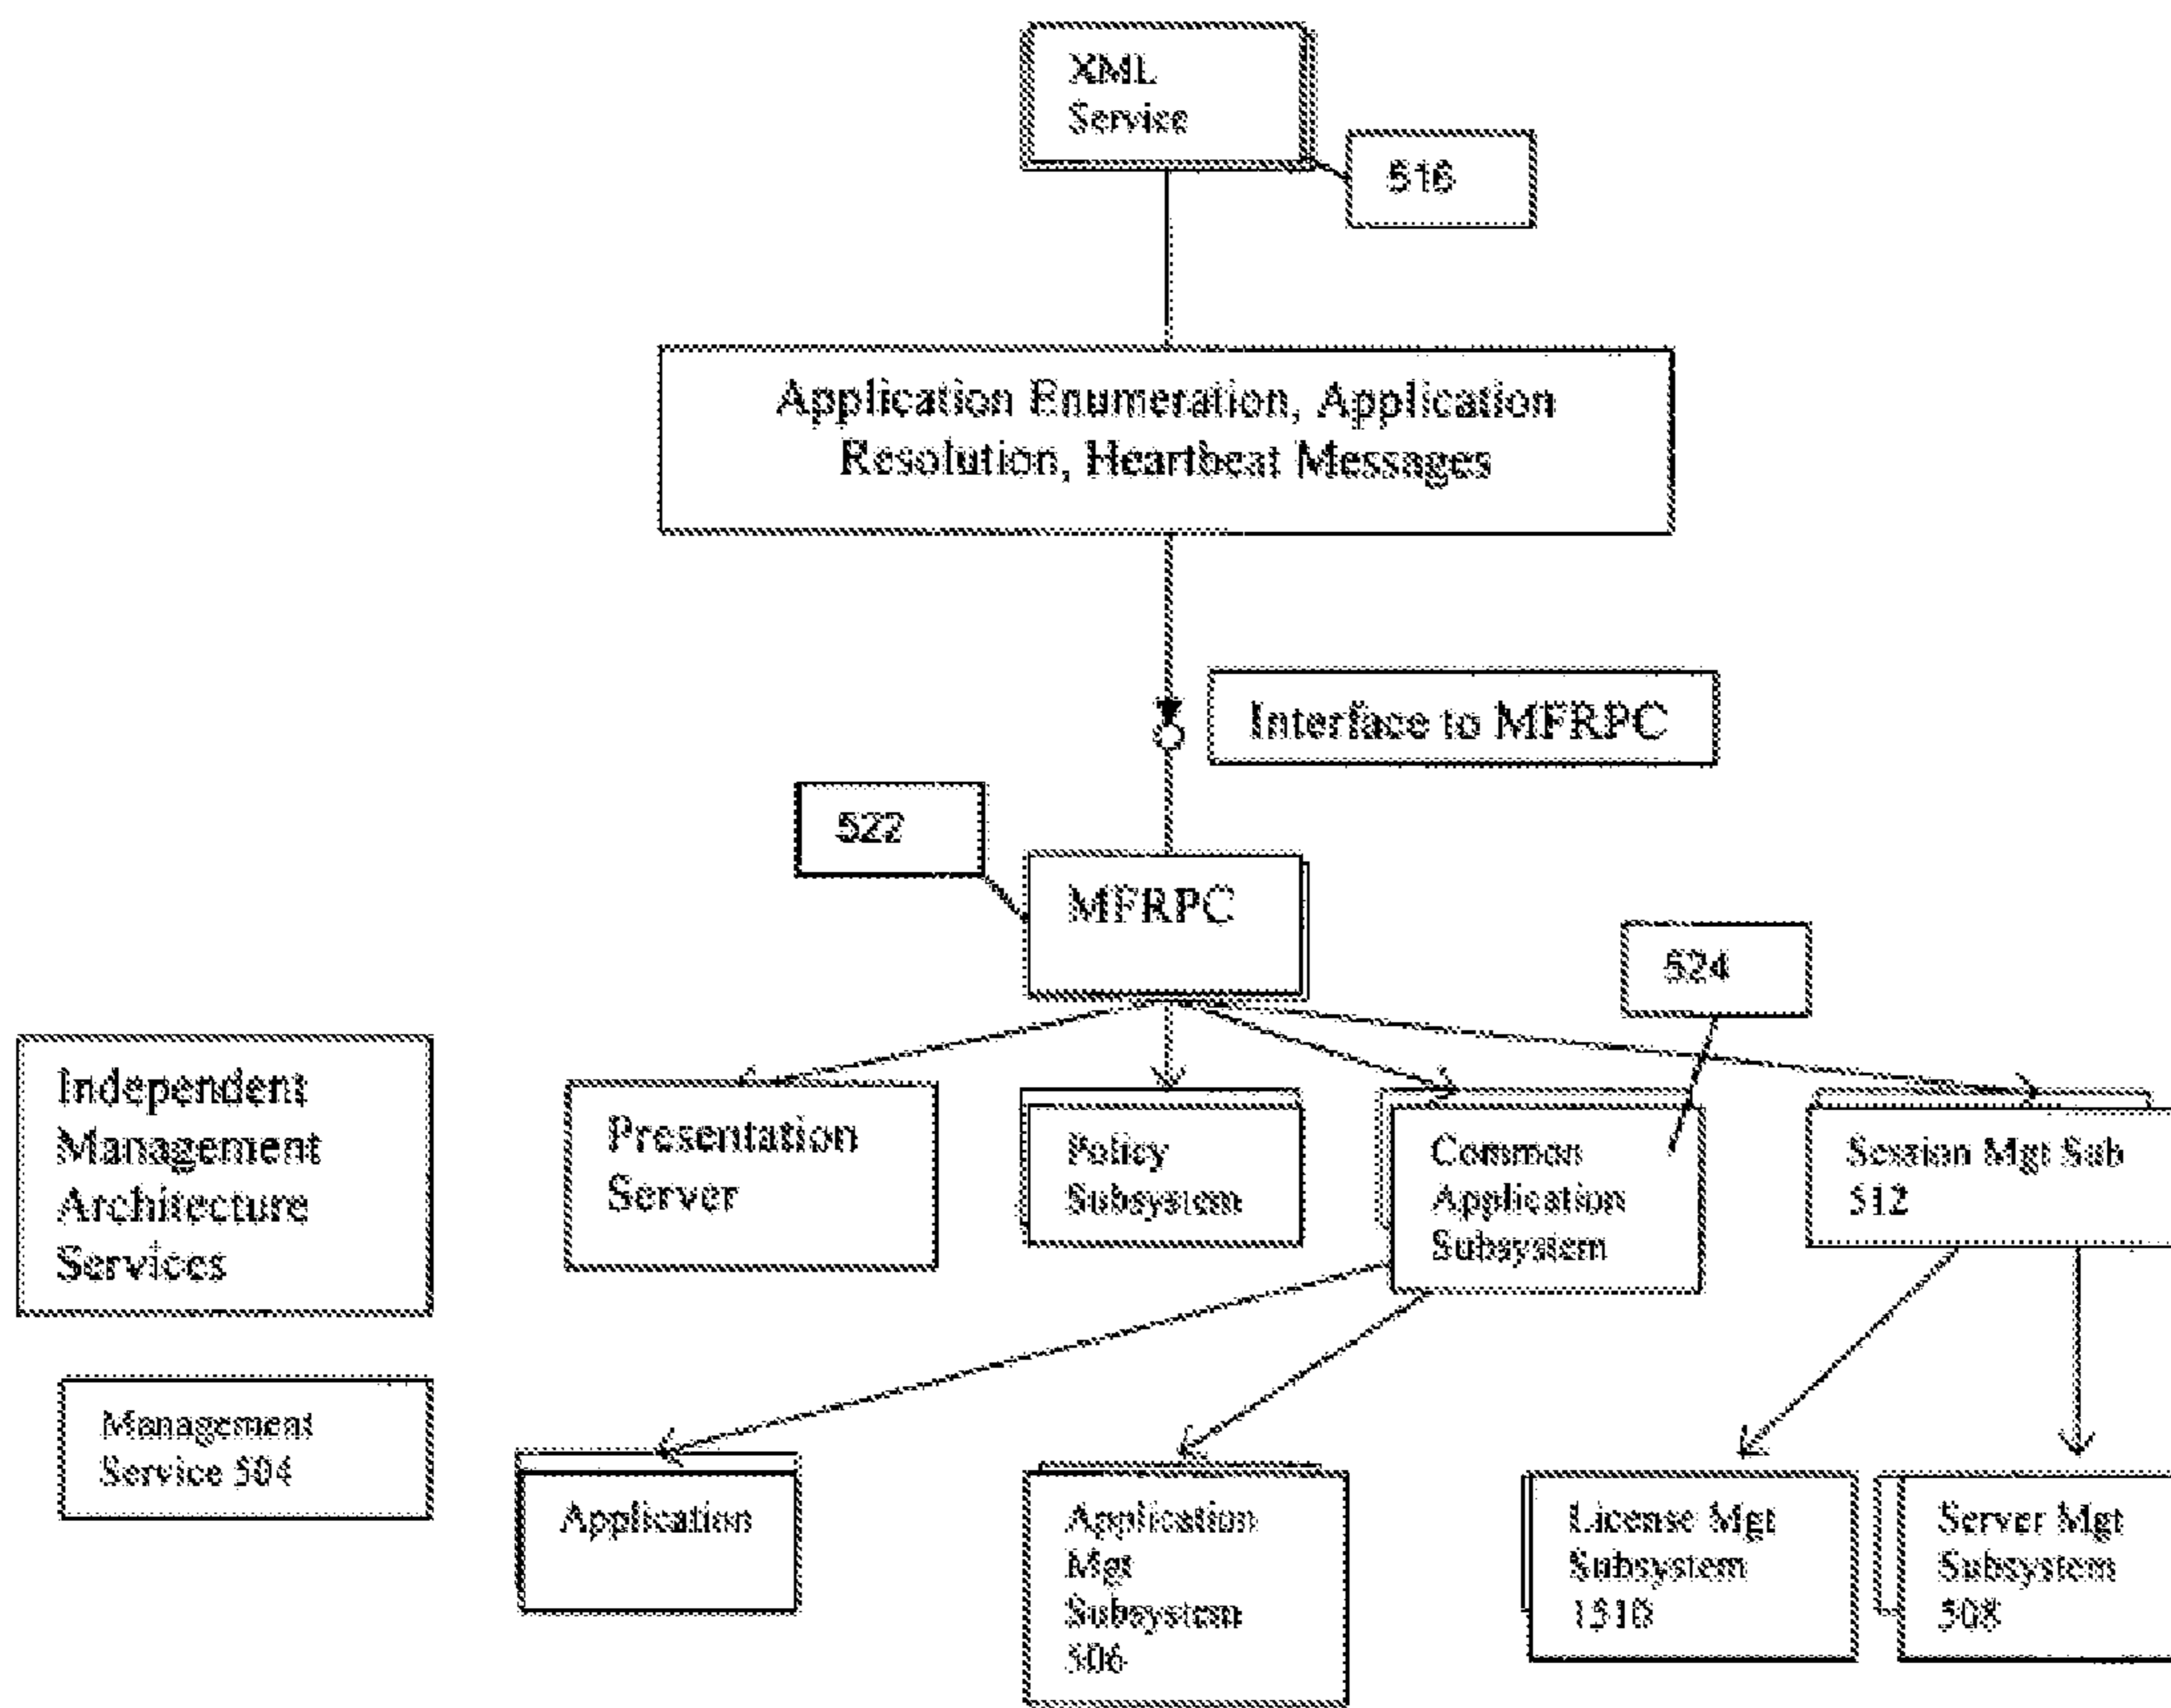 XML
Service
516
Application Enumeration, Application
Resolution, Heartbeat Messages
Interface to MFRPC
522
MFRPC
524
Independent
Management
Architecture
Services
Presentation
Server
Policy
Subsystem
Common
Application
Subsystem
Session Mgt Sub
512
Management
Service 504
Application
Application
Mgt
Subsystem
506
License Mgt
Subsystem
1510
Server Mgt
Subsystem
508